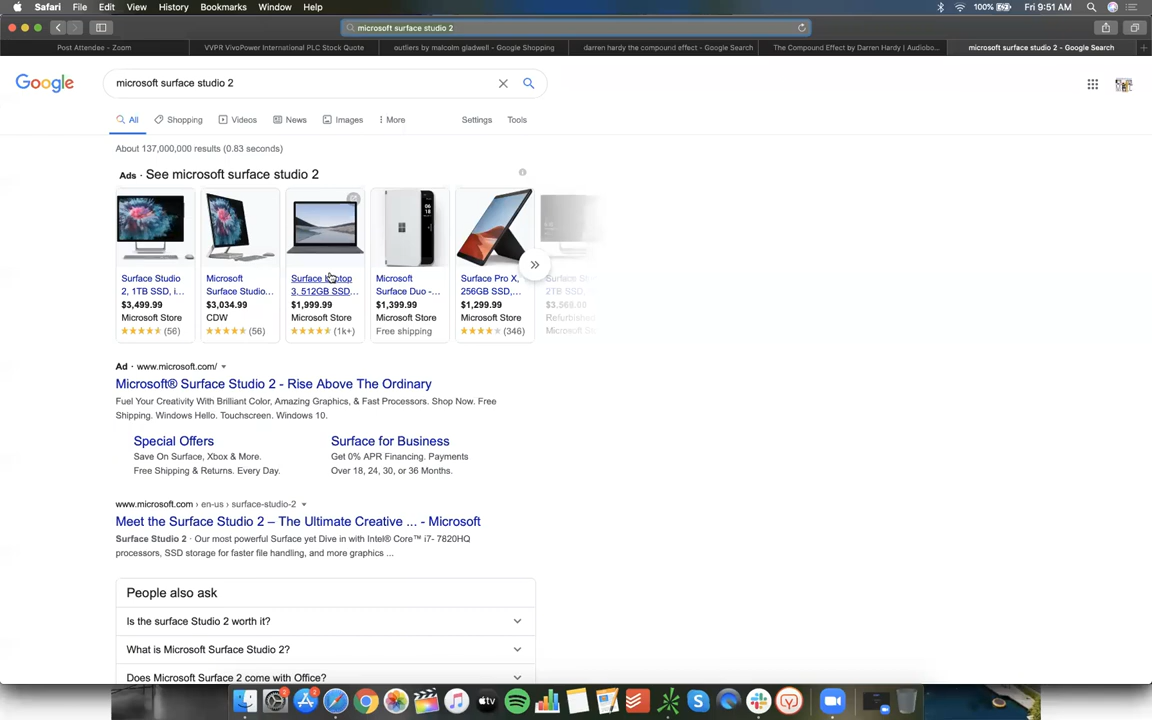 Safari File Edit View History Bookmarks Window Help 100% Fri 9:51 AM
microsoft surface studio 2
Post Attendee - Zoom VVPR VivoPower International PLC Stock Quote outliers by malcolm gladwell - Google Shopping darren hardy the compound effect - Google Search The Compound Effect by Darren Hardy | Audiobo... microsoft surface studio 2 - Google Search
Google microsoft surface studio 2
All Shopping Videos News Images More Settings Tools
About 137,000,000 results (0.83 seconds)
Ads · See microsoft surface studio 2
Surface Studio
2, 1TB SSD, i...
$3,499.99
Microsoft Store
(56)
Microsoft
Surface Studio...
$3,034.99
CDW
(56)
Surface Laptop
3, 512GB SSD...
$1,999.99
Microsoft Store
(1k+)
Microsoft
Surface Duo -...
$1,399.99
Microsoft Store
Free shipping
Surface Pro X,
256GB SSD,...
$1,299.99
Microsoft Store
(346)
2TB SSD,
Refurbished
Ad · www.microsoft.com/
Microsoft® Surface Studio 2 - Rise Above The Ordinary
Fuel Your Creativity With Brilliant Color, Amazing Graphics, & Fast Processors. Shop Now. Free
Shipping. Windows Hello. Touchscreen. Windows 10.
Special Offers
Save On Surface, Xbox & More.
Free Shipping & Returns. Every Day.
Surface for Business
Get 0% APR Financing. Payments
Over 18, 24, 30, or 36 Months.
www.microsoft.com › en-us › surface-studio-2
Meet the Surface Studio 2 – The Ultimate Creative ... - Microsoft
Surface Studio 2 · Our most powerful Surface yet Dive in with Intel® Core™ i7- 7820HQ
processors, SSD storage for faster file handling, and more graphics ...
People also ask
Is the surface Studio 2 worth it?
What is Microsoft Surface Studio 2?
Does Microsoft Surface Studio 2 come with Office?